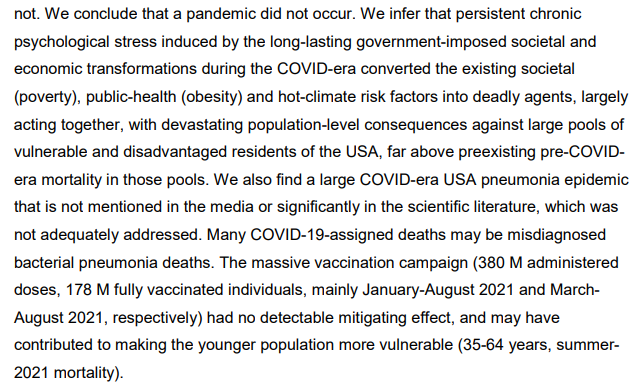 not. We conclude that a pandemic did not occur. We infer that persistent chronic
psychological stress induced by the long-lasting government-imposed societal and
economic transformations during the COVID-era converted the existing societal
(poverty), public-health (obesity) and hot-climate risk factors into deadly agents, largely
acting together, with devastating population-level consequences against large pools of
vulnerable and disadvantaged residents of the USA, far above preexisting pre-COVID-
era mortality in those pools. We also find a large COVID-era USA pneumonia epidemic
that is not mentioned in the media or significantly in the scientific literature, which was
not adequately addressed. Many COVID-19-assigned deaths may be misdiagnosed
bacterial pneumonia deaths. The massive vaccination campaign (380 M administered
doses, 178 M fully vaccinated individuals, mainly January-August 2021 and March-
August 2021, respectively) had no detectable mitigating effect, and may have
contributed to making the younger population more vulnerable (35-64 years, summer-
2021 mortality).